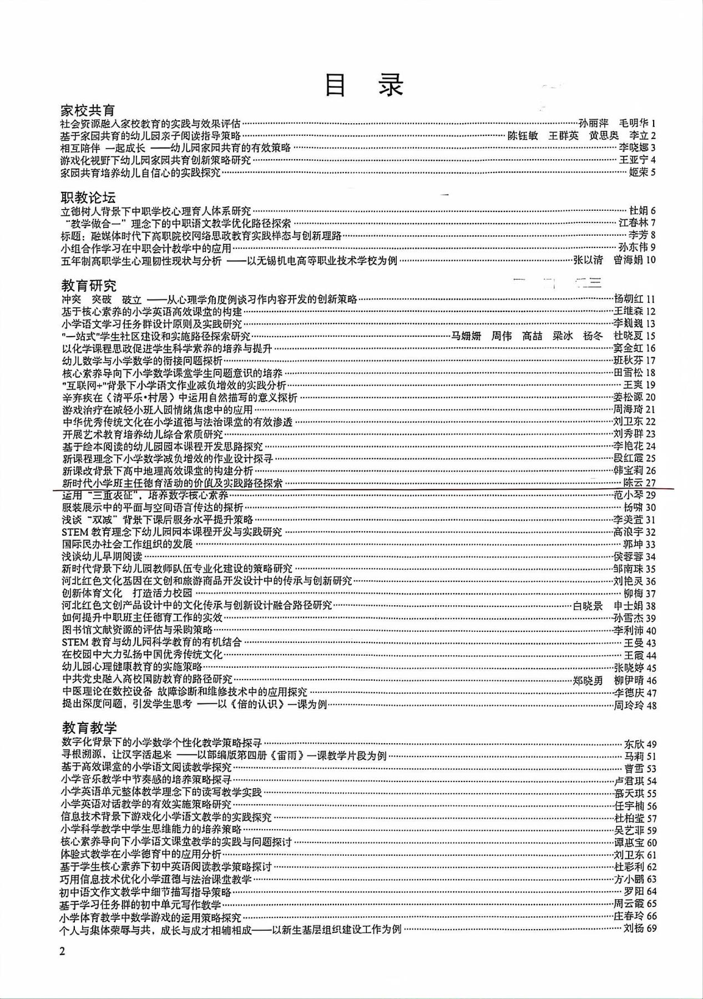 目 录
家校共育
社会资源融入家校教育的实践与效果评估……孙丽萍 毛明华 1
基于家园共育的幼儿园亲子阅读指导策略……陈钰敏 王群英 黄思奥 李立 2
相互陪伴 一起成长 ——幼儿园家园共育的有效策略……李晓娜 3
游戏化视野下幼儿园家园共育创新策略研究……王亚宁 4
家园共育培养幼儿自信心的实践探究……姬荣 5
职教论坛
立德树人背景下中职学校心理育人体系研究……杜娟 6
“教学做合一”理念下的中职语文教学优化路径探索……江春林 7
标题：融媒体时代下高职院校网络思政教育实践样态与创新理路……李芳 8
小组合作学习在中职会计教学中的应用……孙东伟 9
五年制高职学生心理韧性现状与分析 ——以无锡机电高等职业技术学校为例……张以清 曾海娟 10
教育研究
冲突 突破 破立 ——从心理学角度例谈习作内容开发的创新策略……杨初红 11
基于核心素养的小学英语高效课堂的构建……王维森 12
小学语文学习任务群设计原则及实践研究……李巍巍 13
"一站式"学生社区建设和实施路径探索研究……马姗姗 周伟 高喆 梁冰 杨冬 杜晓夏 15
以化学课程思政促进学生科学素养的培养与提升……窦金虹 16
幼儿数学与小学数学的衔接问题探析……班秋芬 17
核心素养导向下小学数学课堂学生问题意识的培养……田雪松 18
"互联网+"背景下小学语文作业减负增效的实践分析……王爽 19
辛弃疾在《清平乐•村居》中运用自然描写的意义探析……姜松源 20
游戏治疗在减轻小班入园情绪焦虑中的应用……周海琦 21
中华优秀传统文化在小学道德与法治课堂的有效渗透……刘卫东 22
开展艺术教育培养幼儿综合素质研究……刘秀群 23
基于绘本阅读的幼儿园园本课程开发思路探究……李艳花 24
新课程理念下小学数学减负增效的作业设计探寻……段红霞 25
新课改背景下高中地理高效课堂的构建分析……韩宝莉 26
新时代小学班主任德育活动的价值及实践路径探索……陈云 27
运用“三重表征”，培养数学核心素养……范小琴 29
服装展示中的平面与空间语言传达的探析……杨啸 30
浅谈“双减”背景下课后服务水平提升策略……李美萱 31
STEM 教育理念下幼儿园园本课程开发与实践研究……高浪宇 32
国际民办社会工作组织的发展……郭坤 33
浅谈幼儿早期阅读……侯蓉蓉 34
新时代背景下幼儿园教师队伍专业化建设的策略研究……邹南珠 35
河北红色文化基因在文创和旅游商品开发设计中的传承与创新研究……刘艳灵 36
创新体育文化 打造活力校园……柳梅 37
河北红色文创产品设计中的文化传承与创新设计融合路径研究……白晓景 申士娟 38
如何提升中职班主任德育工作的实效……孙雪杰 39
图书馆文献资源的评估与采购策略……李利沛 40
STEM 教育与幼儿园科学教育的有机结合……王曼 43
在校园中大力弘扬中国优秀传统文化……王霞 44
幼儿园心理健康教育的实施策略……张晓婷 45
中共党史融入高校国防教育的路径研究……郑晓勇 柳伊晴 46
中医理论在数控设备 故障诊断和维修技术中的应用探究……李德庆 47
提出深度问题，引发学生思考 ——以《倍的认识》一课为例……周玲玲 48
教育教学
数字化背景下的小学数学个性化教学策略探寻……东欣 49
寻根溯源，让汉字活起来 ——以部编版第四册《雷雨》一课教学片段为例……马莉 51
基于高效课堂的小学语文阅读教学探究……曹雪 53
小学音乐教学中节奏感的培养策略探寻……卢君琪 54
小学英语单元整体教学理念下的读写教学实践……聂天琪 55
小学英语对话教学的有效实施策略研究……任宇楠 56
信息技术背景下游戏化小学语文教学的实践探究……杜柏莹 57
小学科学教学中学生思维能力的培养策略……吴艺菲 59
核心素养导向下小学语文课堂教学的实践与问题探讨……谭惠宝 60
体验式教学在小学德育中的应用分析……刘卫东 61
基于学生核心素养下初中英语阅读教学策略探讨……杜彩利 62
巧用信息技术优化小学道德与法治课堂教学……方小鹏 63
初中语文作文教学中细节描写指导策略……罗阳 64
基于学习任务群的初中单元写作教学……周云霞 65
小学体育教学中数学游戏的运用策略探究……庄春玲 66
个人与集体荣辱与共，成长与成才相辅相成——以新生基层组织建设工作为例……刘杨 69
2